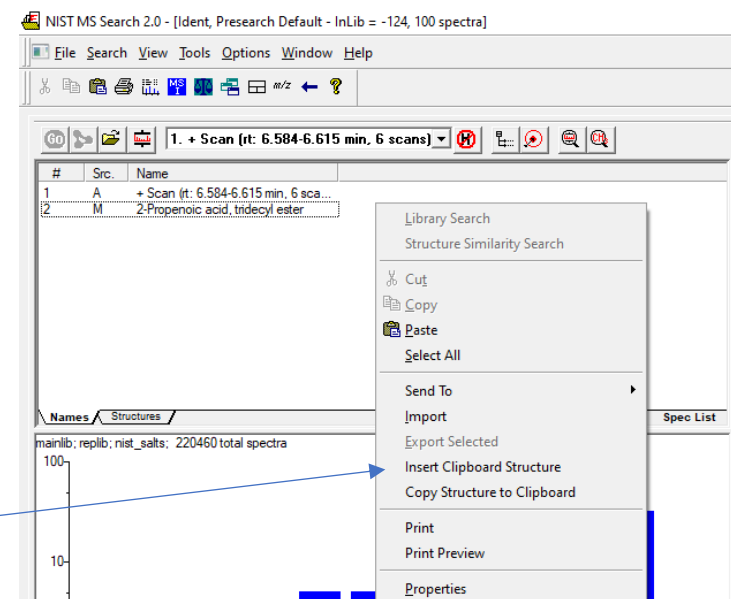 NIST MS Search 2.0 - [Ident, Presearch Default - InLib = -124, 100 spectra]
File Search View Tools Options Window Help
MS m/z ?
Go 1. + Scan (rt: 6.584-6.615 min, 6 scans) H
# Src. Name
1 A + Scan (rt: 6.584-6.615 min, 6 sca...
2 M 2-Propenoic acid, tridecyl ester
Library Search
Structure Similarity Search
Cut
Copy
Paste
Select All
Send To
Import
Export Selected
Insert Clipboard Structure
Copy Structure to Clipboard
Print
Print Preview
Properties
Names Structures Spec List
mainlib; replib; nist_salts; 220460 total spectra
100
10